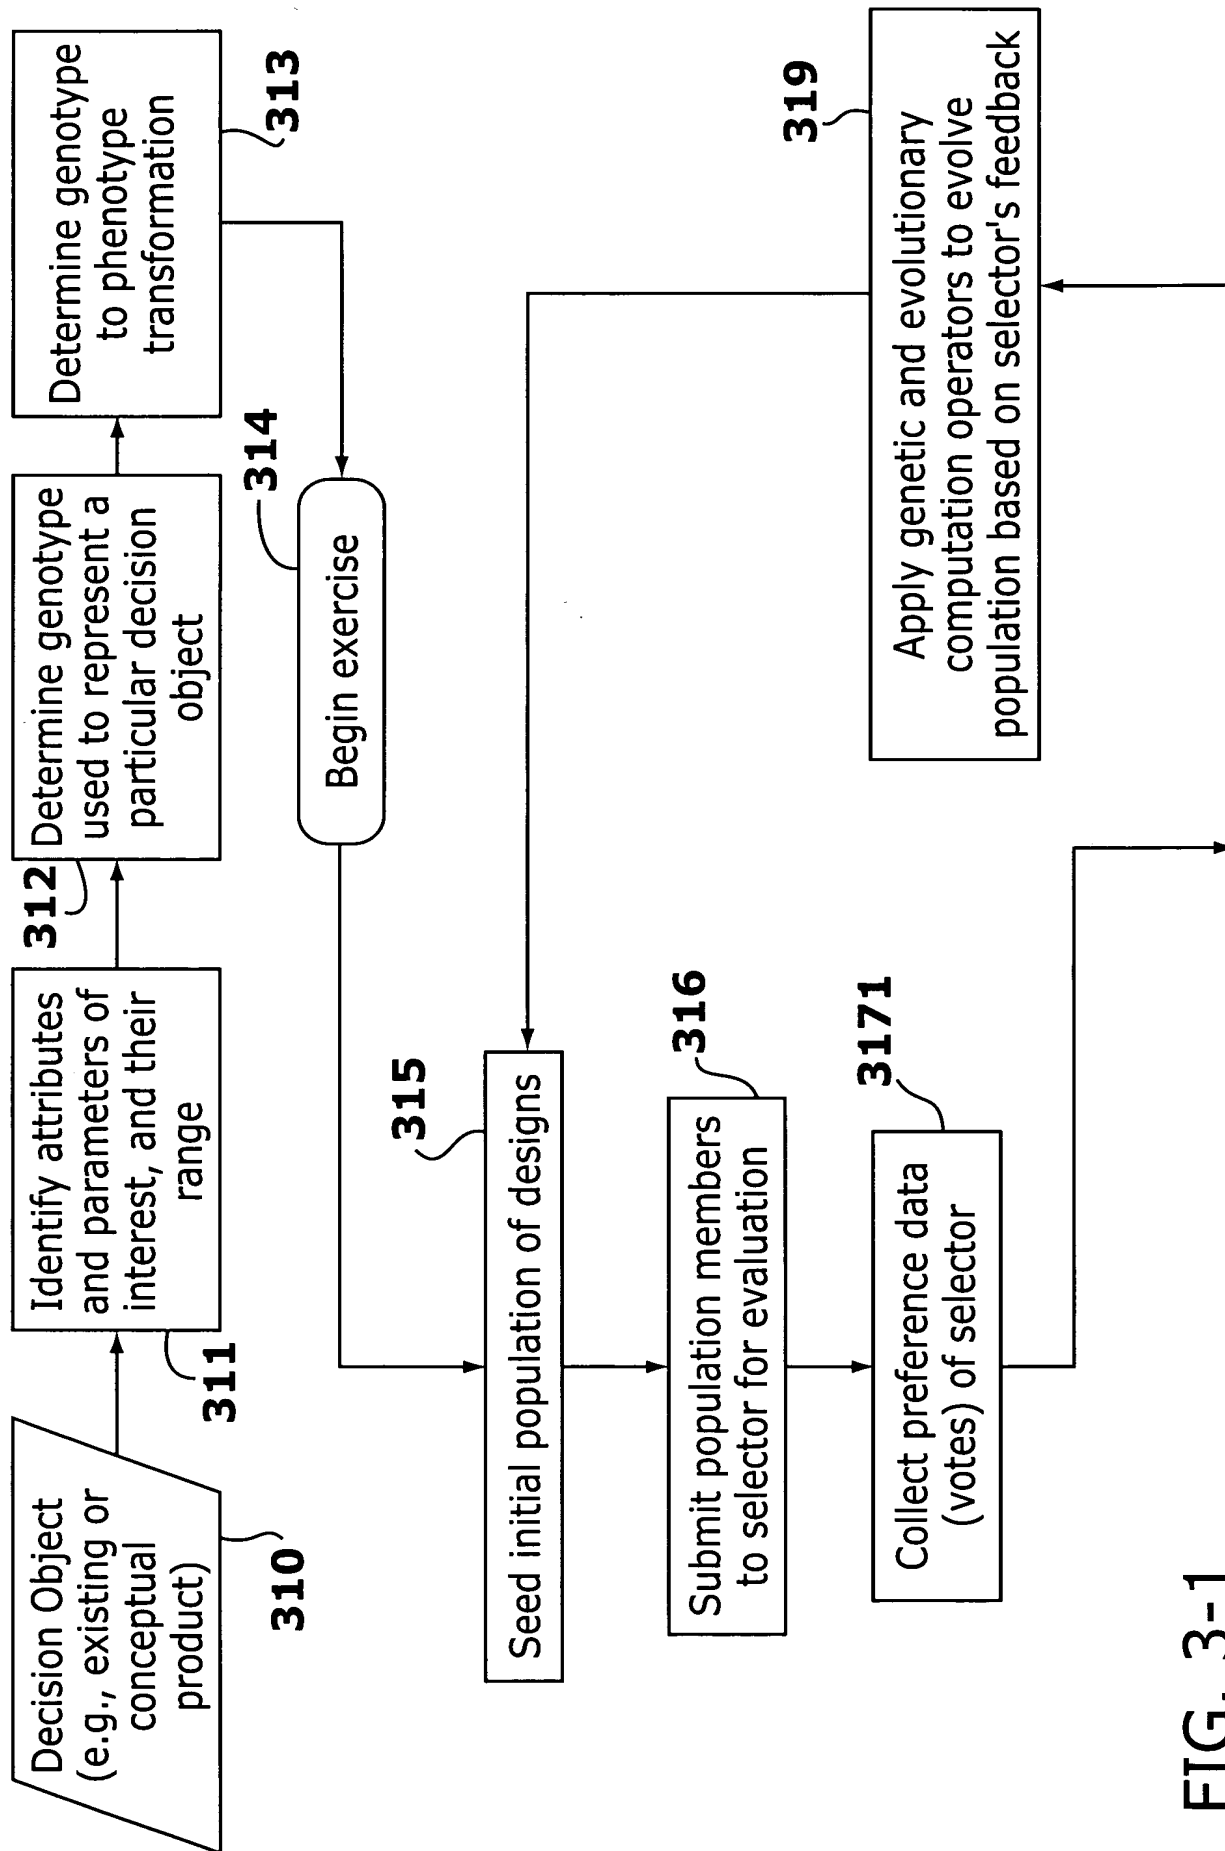 Decision Object
(e.g., existing or
conceptual
product)
310
Identify attributes
and parameters of
interest, and their
range
311
312
Determine genotype
used to represent a
particular decision
object
Determine genotype
to phenotype
transformation
313
314
Begin exercise
315
Seed initial population of designs
316
Submit population members
to selector for evaluation
3171
Collect preference data
(votes) of selector
319
Apply genetic and evolutionary
computation operators to evolve
population based on selector's feedback
FIG. 3-1